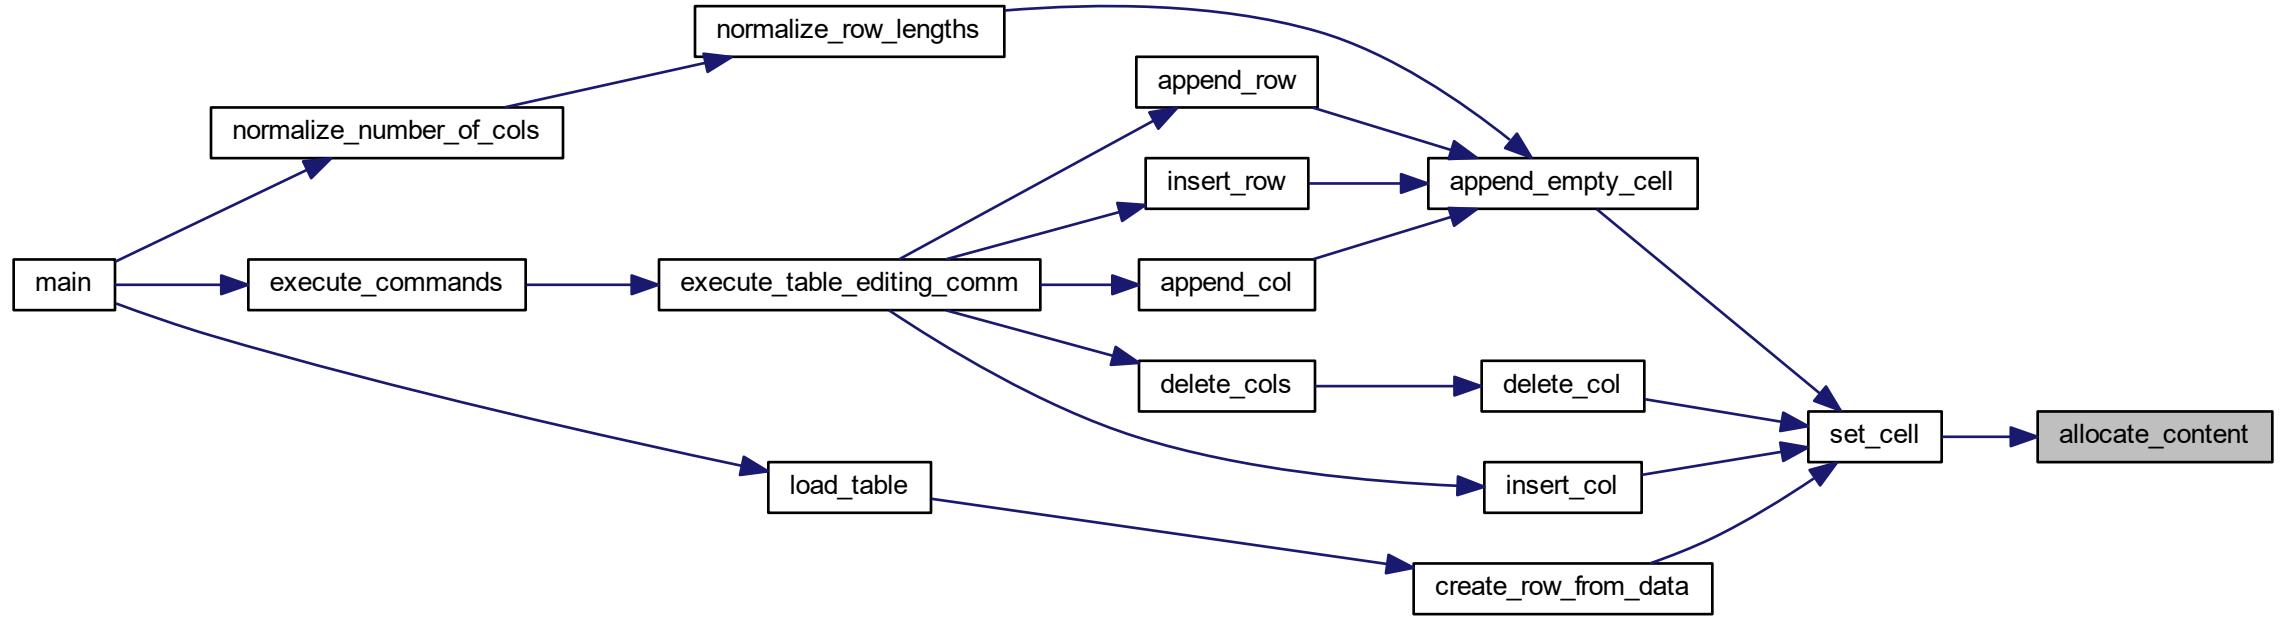 normalize_row_lengths
append_row
normalize_number_of_cols
insert_row
append_empty_cell
main
execute_commands
execute_table_editing_comm
append_col
delete_cols
delete_col
set_cell
allocate_content
load_table
insert_col
create_row_from_data